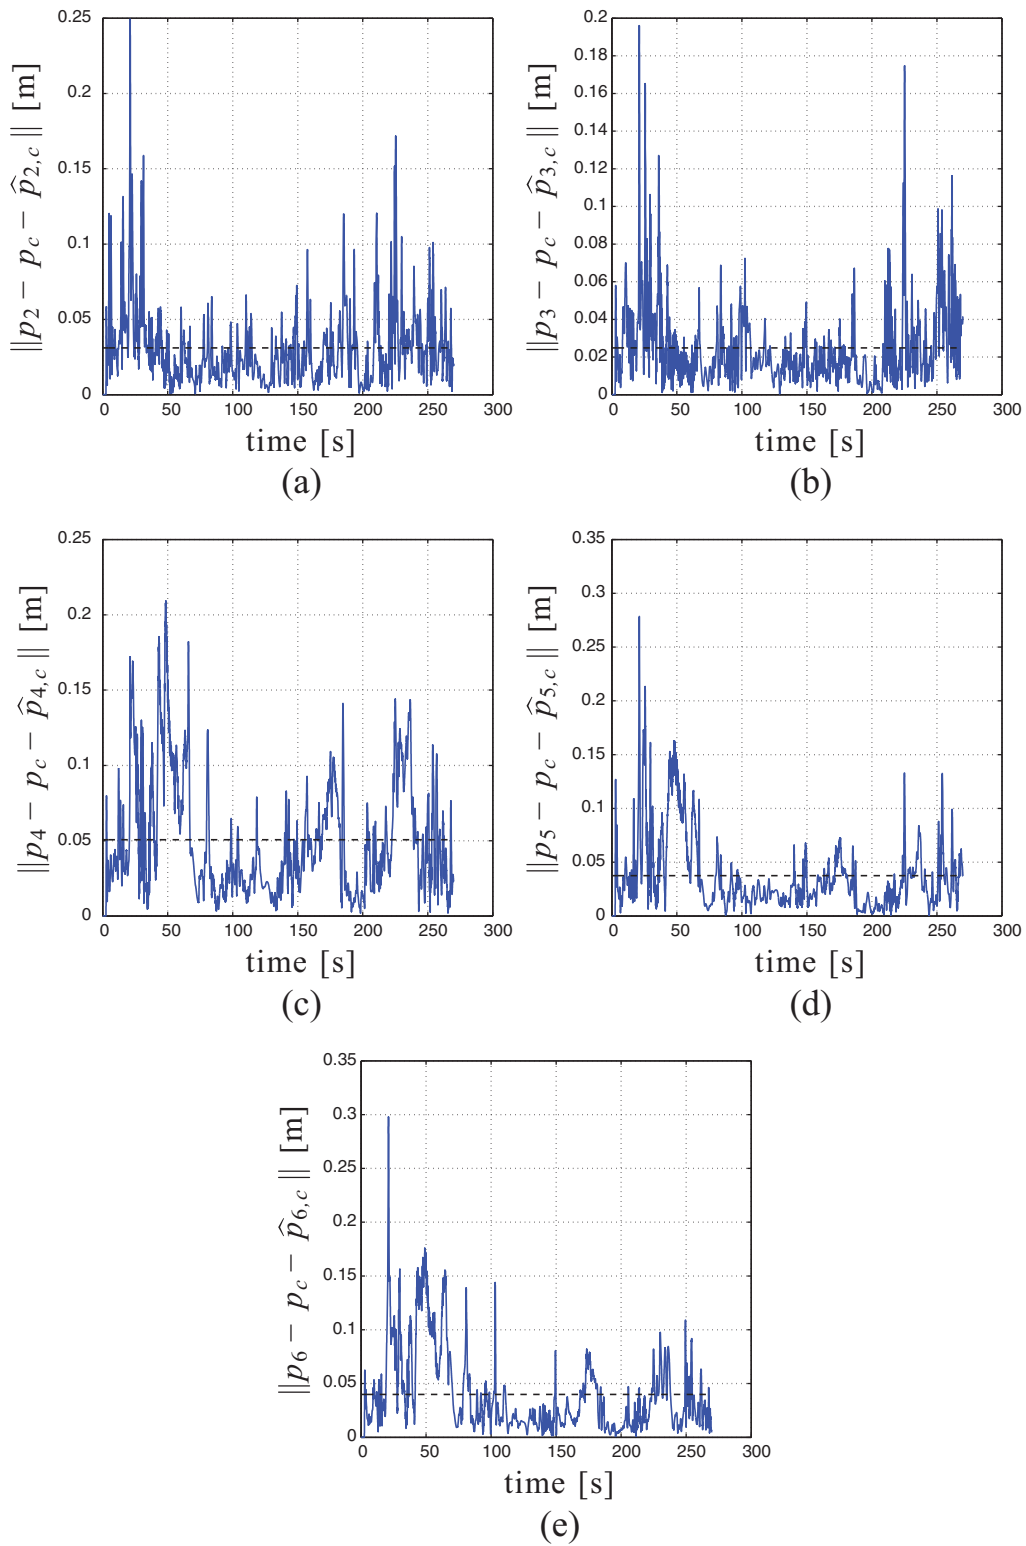 0.25
0.2
0.15
0.1
0.05
0
0 50 100 150 200 250 300
||p₂ − p_c − p̂₂,c|| [m]
time [s]
(a)
0.2
0.18
0.16
0.14
0.12
0.1
0.08
0.06
0.04
0.02
0
0 50 100 150 200 250 300
||p₃ − p_c − p̂₃,c|| [m]
time [s]
(b)
0.25
0.2
0.15
0.1
0.05
0
0 50 100 150 200 250 300
||p₄ − p_c − p̂₄,c|| [m]
time [s]
(c)
0.35
0.3
0.25
0.2
0.15
0.1
0.05
0
0 50 100 150 200 250 300
||p₅ − p_c − p̂₅,c|| [m]
time [s]
(d)
0.35
0.3
0.25
0.2
0.15
0.1
0.05
0
0 50 100 150 200 250 300
||p₆ − p_c − p̂₆,c|| [m]
time [s]
(e)